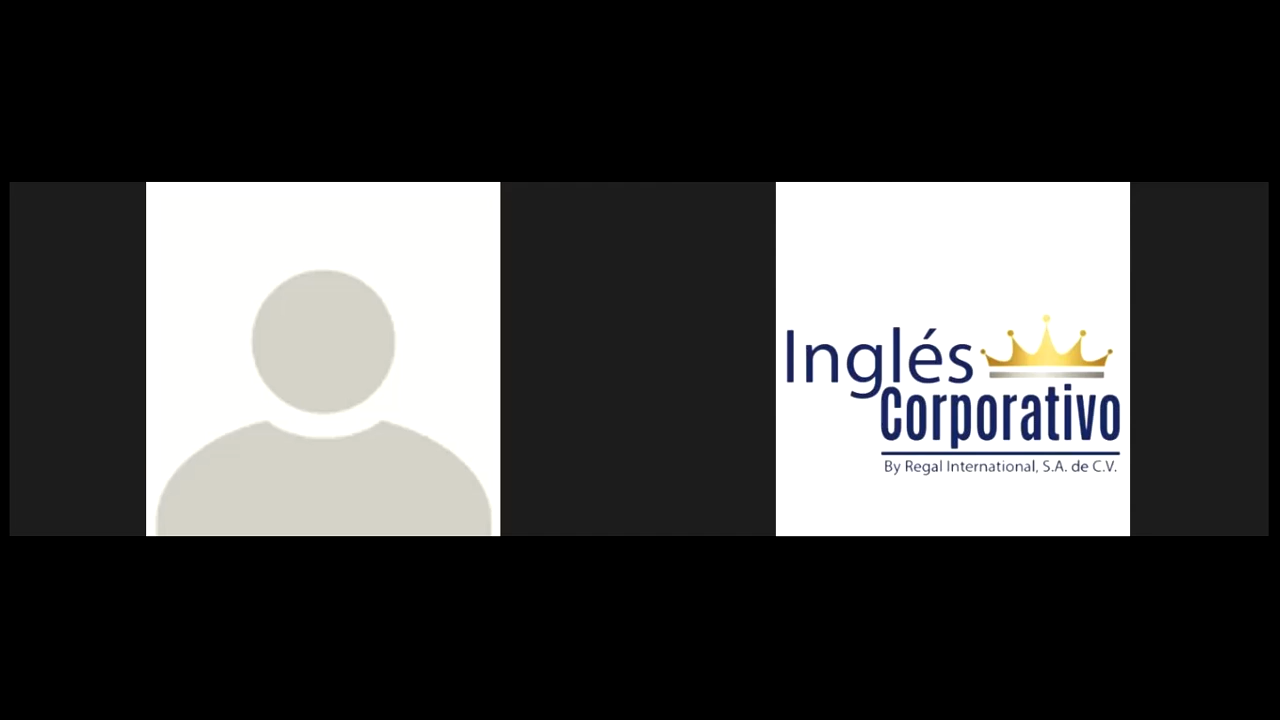 Inglés
Corporativo
By Regal International, S.A. de C.V.